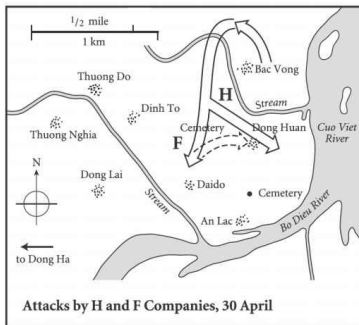 1/2 mile
1 km
Thuong Do
Bac Vong
Dinh To
H
Stream
Thuong Nghia
Cemetery
Dong Huan
Cuo Viet
River
F
N
Dong Lai
Daido
Cemetery
Stream
An Lac
Bo Dieu River
to Dong Ha
Attacks by H and F Companies, 30 April